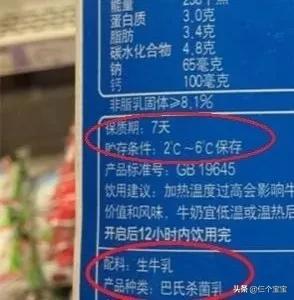 能量
蛋白质 3.0克
脂肪 3.4克
碳水化合物 4.8克
钠 65毫克
钙 100毫克
非脂乳固体≥8.1%
保质期：7天
贮存条件：2℃～6℃保存
产品标准号：GB 19645
饮用建议：加热温度过高会影响牛
价值和风味，牛奶宜低温或温热后
开启后12小时内饮用完
配料：生牛乳
产品种类：巴氏杀菌乳
头条 @仨个宝宝